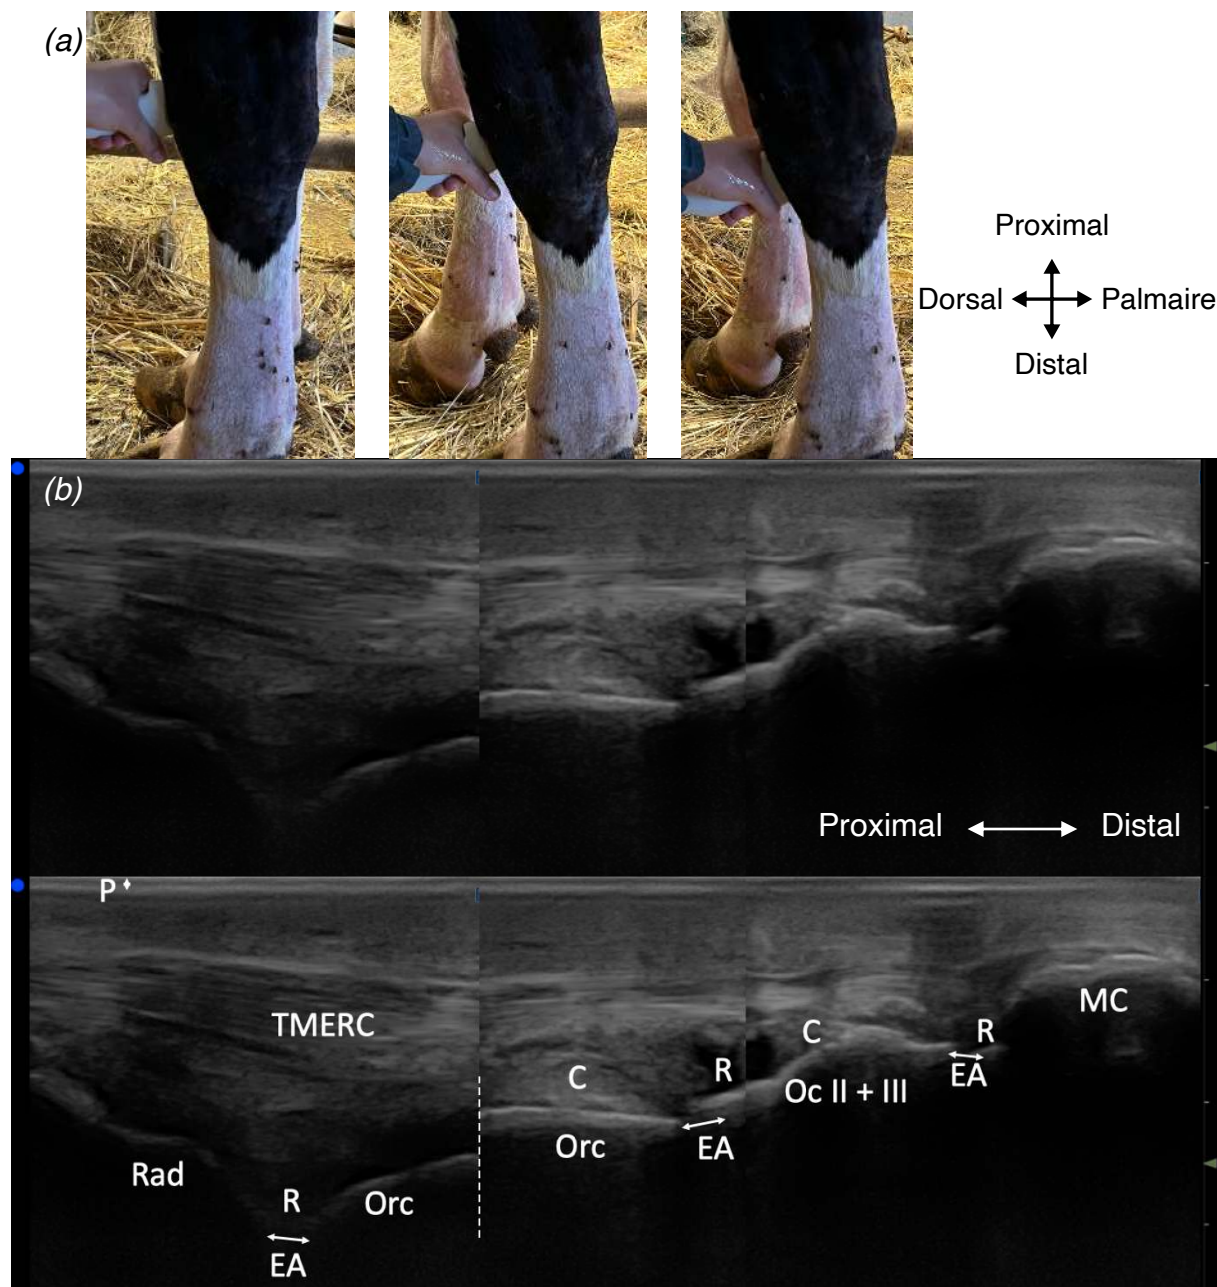 (a)
Proximal
Dorsal Palmaire
Distal
(b)
Proximal Distal
P
TMERC
MC
C R C R
EA
Oc II + III
Orc EA
Rad
R Orc
EA